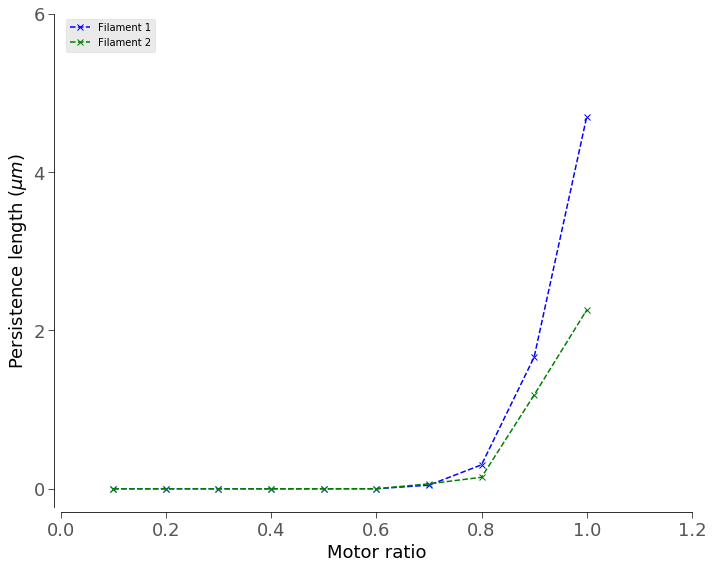 Filament 1
Filament 2
6
4
2
0
Persistence length (μm)
0.0 0.2 0.4 0.6 0.8 1.0 1.2
Motor ratio